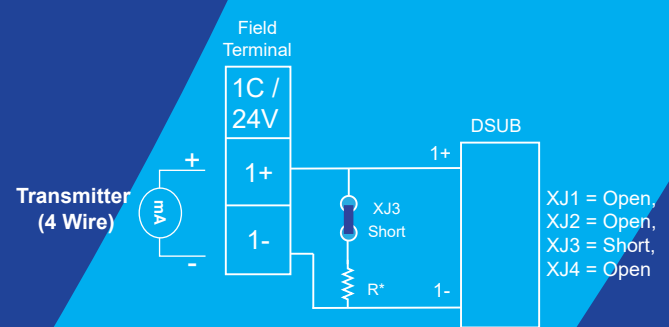 Field
Terminal
1C /
24V
DSUB
+
1+
1+
Transmitter
(4 Wire)
mA
XJ3
Short
XJ1 = Open,
XJ2 = Open,
XJ3 = Short,
XJ4 = Open
1-
-
R*
1-